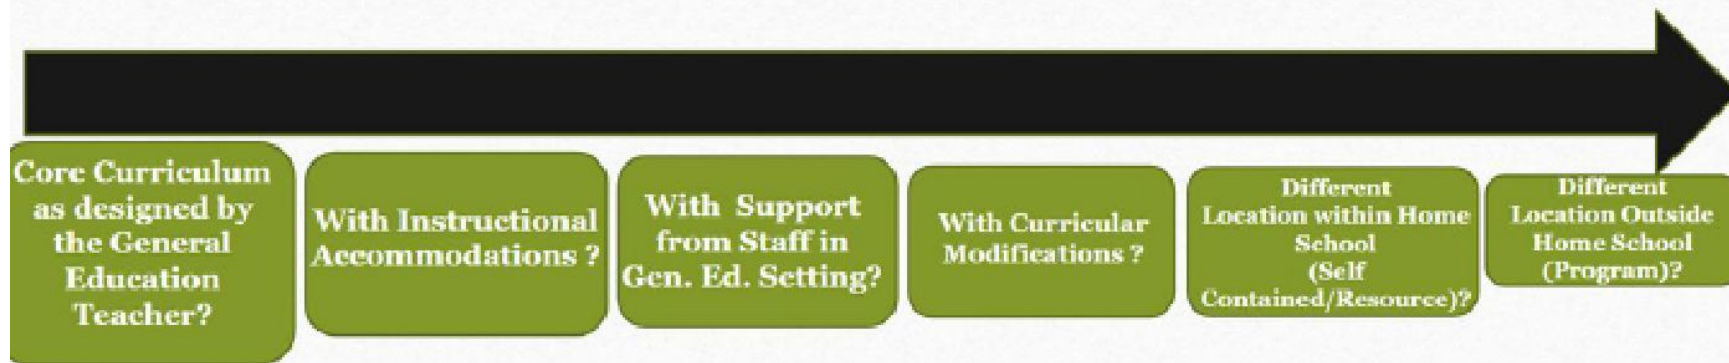 Core Curriculum
as designed by
the General
Education
Teacher?
With Instructional
Accommodations ?
With Support
from Staff in
Gen. Ed. Setting?
With Curricular
Modifications ?
Different
Location within Home
School
(Self
Contained/Resource)?
Different
Location Outside
Home School
(Program)?